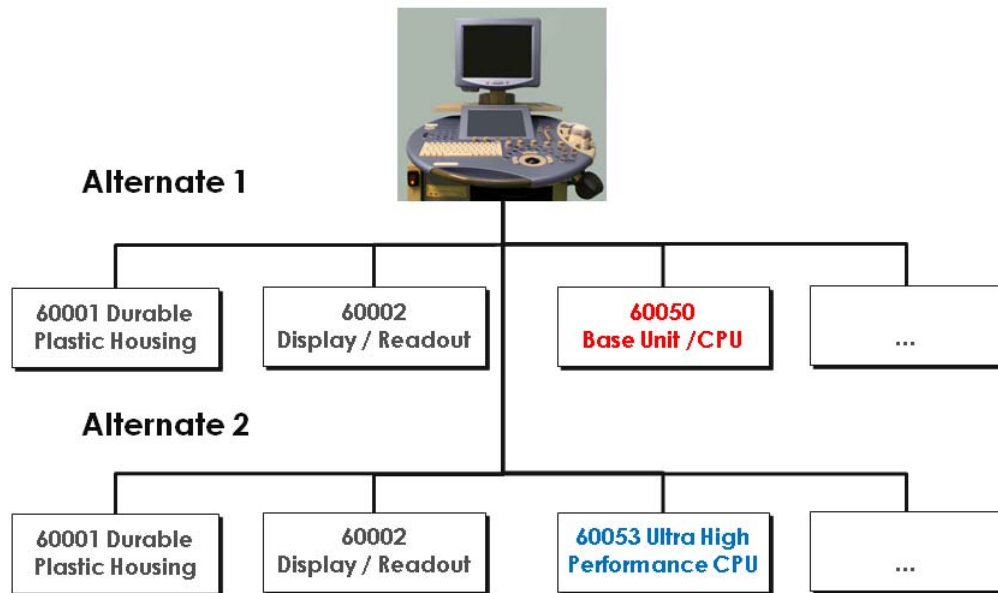 Alternate 1
60001 Durable
Plastic Housing
60002
Display / Readout
60050
Base Unit /CPU
...
Alternate 2
60001 Durable
Plastic Housing
60002
Display / Readout
60053 Ultra High
Performance CPU
...